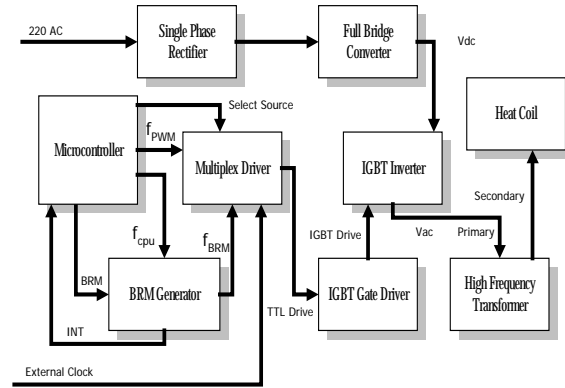 220 AC
Single Phase
Rectifier
Full Bridge
Converter
Vdc
Heat Coil
Select Source
Microcontroller
fPWM
Multiplex Driver
IGBT Inverter
Secondary
fcpu
fBRM
IGBT Drive
Vac
Primary
BRM
BRM Generator
TTL Drive
IGBT Gate Driver
High Frequency
Transformer
INT
External Clock